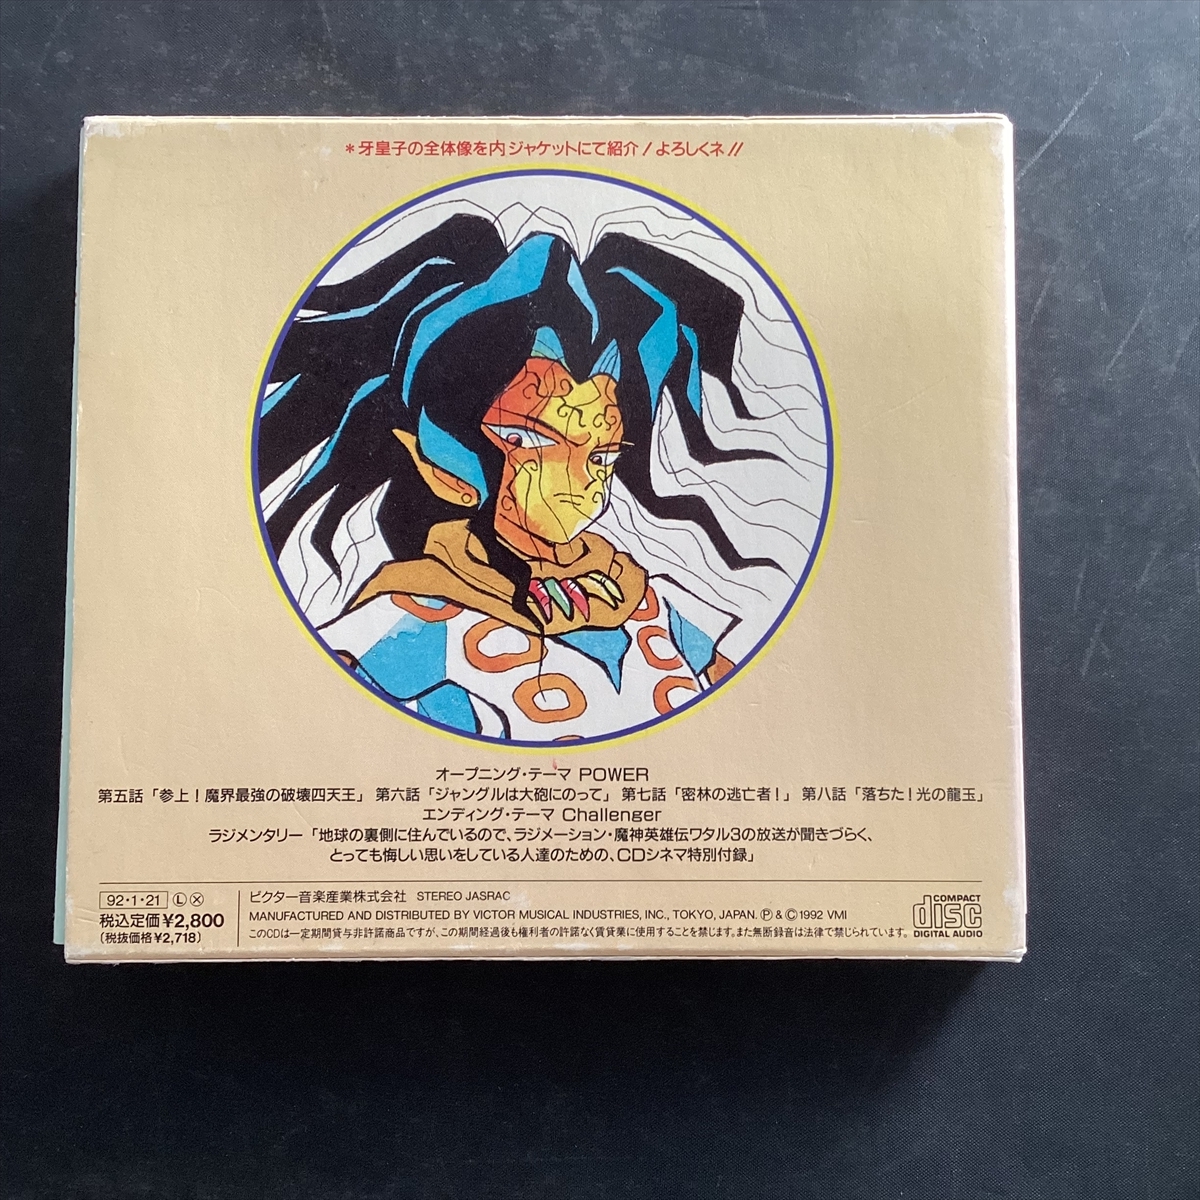 ＊牙皇子の全体像を内ジャケットにて紹介！よろしくネ!!
オープニング・テーマ POWER
第五話「参上！魔界最強の破壊四天王」 第六話「ジャングルは大砲にのって」 第七話「密林の逃亡者！」 第八話「落ちた！光の龍玉」
エンディング・テーマ Challenger
ラジメンタリー「地球の裏側に住んでいるので、ラジメーション・魔神英雄伝ワタル3の放送が聞きづらく、
とっても悔しい思いをしている人達のための、CDシネマ特別付録」
92・1・21 Ⓛ ⓧ
税込定価¥2,800
(税抜価格¥2,718)
ビクター音楽産業株式会社 STEREO JASRAC
MANUFACTURED AND DISTRIBUTED BY VICTOR MUSICAL INDUSTRIES, INC., TOKYO, JAPAN. Ⓟ & © 1992 VMI
このCDは一定期間貸与非許諾商品ですが、この期間経過後も権利者の許諾なく賃貸業に使用することを禁じます。また無断録音は法律で禁じられています。
COMPACT
disc
DIGITAL AUDIO